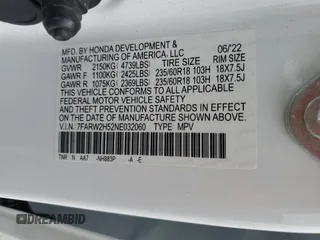 MFD. BY HONDA DEVELOPMENT &
MANUFACTURING OF AMERICA, LLC 06/'22
GVWR 2150KG( 4739LBS) TIRE SIZE RIM SIZE
GAWR F 1100KG( 2425LBS) 235/60R18 103H 18X7.5J
GAWR R 1075KG( 2369LBS) 235/60R18 103H 18X7.5J
THIS VEHICLE CONFORMS TO ALL APPLICABLE
FEDERAL MOTOR VEHICLE SAFETY, BUMPER,
AND THEFT PREVENTION STANDARDS IN EFFECT
ON THE DATE OF MANUFACTURE SHOWN ABOVE.
V.I.N.: 7FARW2H52NE032060 TYPE: MPV
TNR N AA7 -NH883P -A -E
DREAMBID